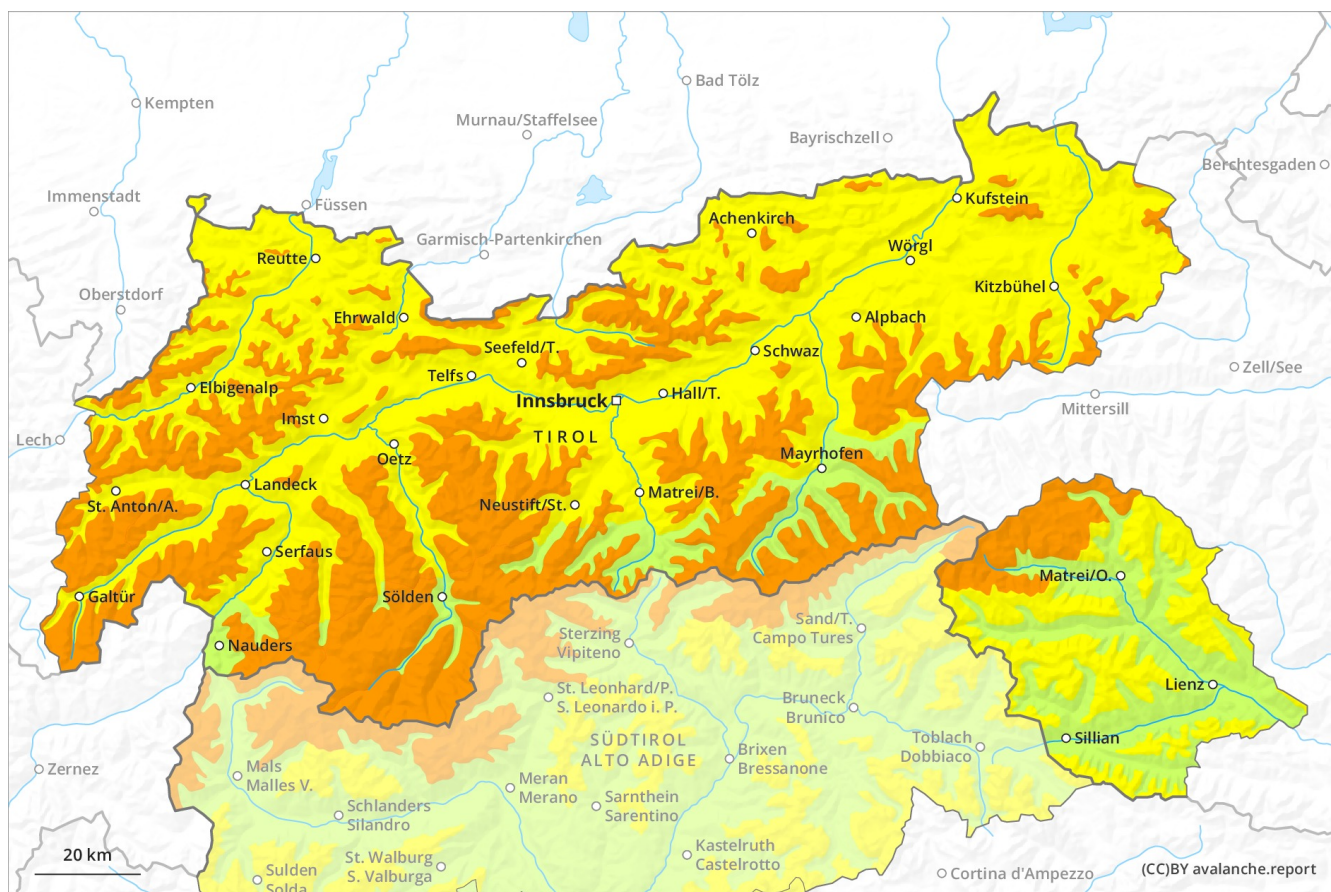 Kempten
Bad Tölz
Murnau/Staffelsee
Bayrischzell
Berchtesgaden
Immenstadt
Füssen
Kufstein
Achenkirch
Garmisch-Partenkirchen
Wörgl
Reutte
Oberstdorf
Kitzbühel
Ehrwald
Alpbach
Seefeld/T.
Schwaz
Zell/See
Telfs
Elbigenalp
Innsbruck
Hall/T.
Mittersill
Imst
Lech
TIROL
Oetz
Mayrhofen
Landeck
Matrei/B.
St. Anton/A.
Neustift/St.
Serfaus
Matrei/O.
Galtür
Sölden
Sand/T.
Campo Tures
Sterzing
Vipiteno
Nauders
Lienz
St. Leonhard/P.
S. Leonardo i. P.
Bruneck
Brunico
Sillian
SÜDTIROL
ALTO ADIGE
Toblach
Dobbiaco
Brixen
Bressanone
Zernez
Mals
Malles V.
Meran
Merano
Sarnthein
Sarentino
Schlanders
Silandro
Kastelruth
Castelrotto
20 km
St. Walburg
S. Valburga
Sulden
Solda
Cortina d'Ampezzo
(CC)BY avalanche.report